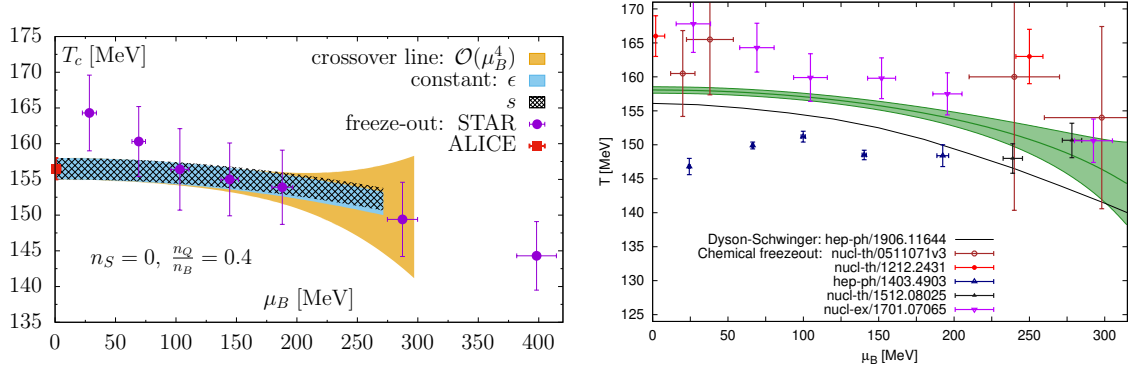 175
170
165
160
155
150
145
140
135
T_c [MeV]
crossover line: 𝒪(μ_B^4)
constant: ϵ
s
freeze-out: STAR
ALICE
n_S = 0, n_Q/n_B = 0.4
μ_B [MeV]
0 50 100 150 200 250 300 350 400
170
165
160
155
150
145
140
135
130
125
T [MeV]
Dyson-Schwinger: hep-ph/1906.11644
Chemical freezeout: nucl-th/0511071v3
nucl-th/1212.2431
hep-ph/1403.4903
nucl-th/1512.08025
nucl-ex/1701.07065
0 50 100 150 200 250 300
μ_B [MeV]